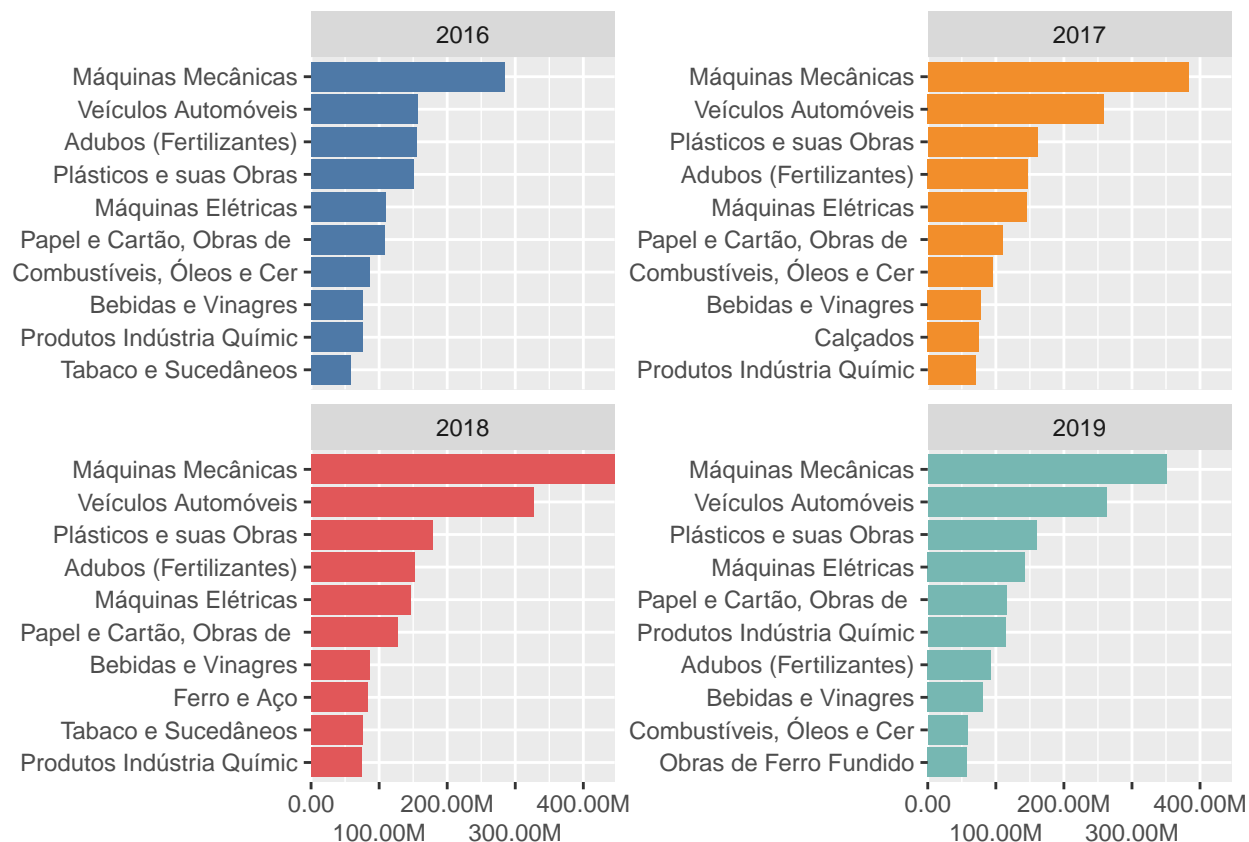 2016
Máquinas Mecânicas
Veículos Automóveis
Adubos (Fertilizantes)
Plásticos e suas Obras
Máquinas Elétricas
Papel e Cartão, Obras de
Combustíveis, Óleos e Cer
Bebidas e Vinagres
Produtos Indústria Químic
Tabaco e Sucedâneos
2017
Máquinas Mecânicas
Veículos Automóveis
Plásticos e suas Obras
Adubos (Fertilizantes)
Máquinas Elétricas
Papel e Cartão, Obras de
Combustíveis, Óleos e Cer
Bebidas e Vinagres
Calçados
Produtos Indústria Químic
2018
Máquinas Mecânicas
Veículos Automóveis
Plásticos e suas Obras
Adubos (Fertilizantes)
Máquinas Elétricas
Papel e Cartão, Obras de
Bebidas e Vinagres
Ferro e Aço
Tabaco e Sucedâneos
Produtos Indústria Químic
0.00 200.00M 400.00M
100.00M 300.00M
2019
Máquinas Mecânicas
Veículos Automóveis
Plásticos e suas Obras
Máquinas Elétricas
Papel e Cartão, Obras de
Produtos Indústria Químic
Adubos (Fertilizantes)
Bebidas e Vinagres
Combustíveis, Óleos e Cer
Obras de Ferro Fundido
0.00 200.00M 400.00M
100.00M 300.00M